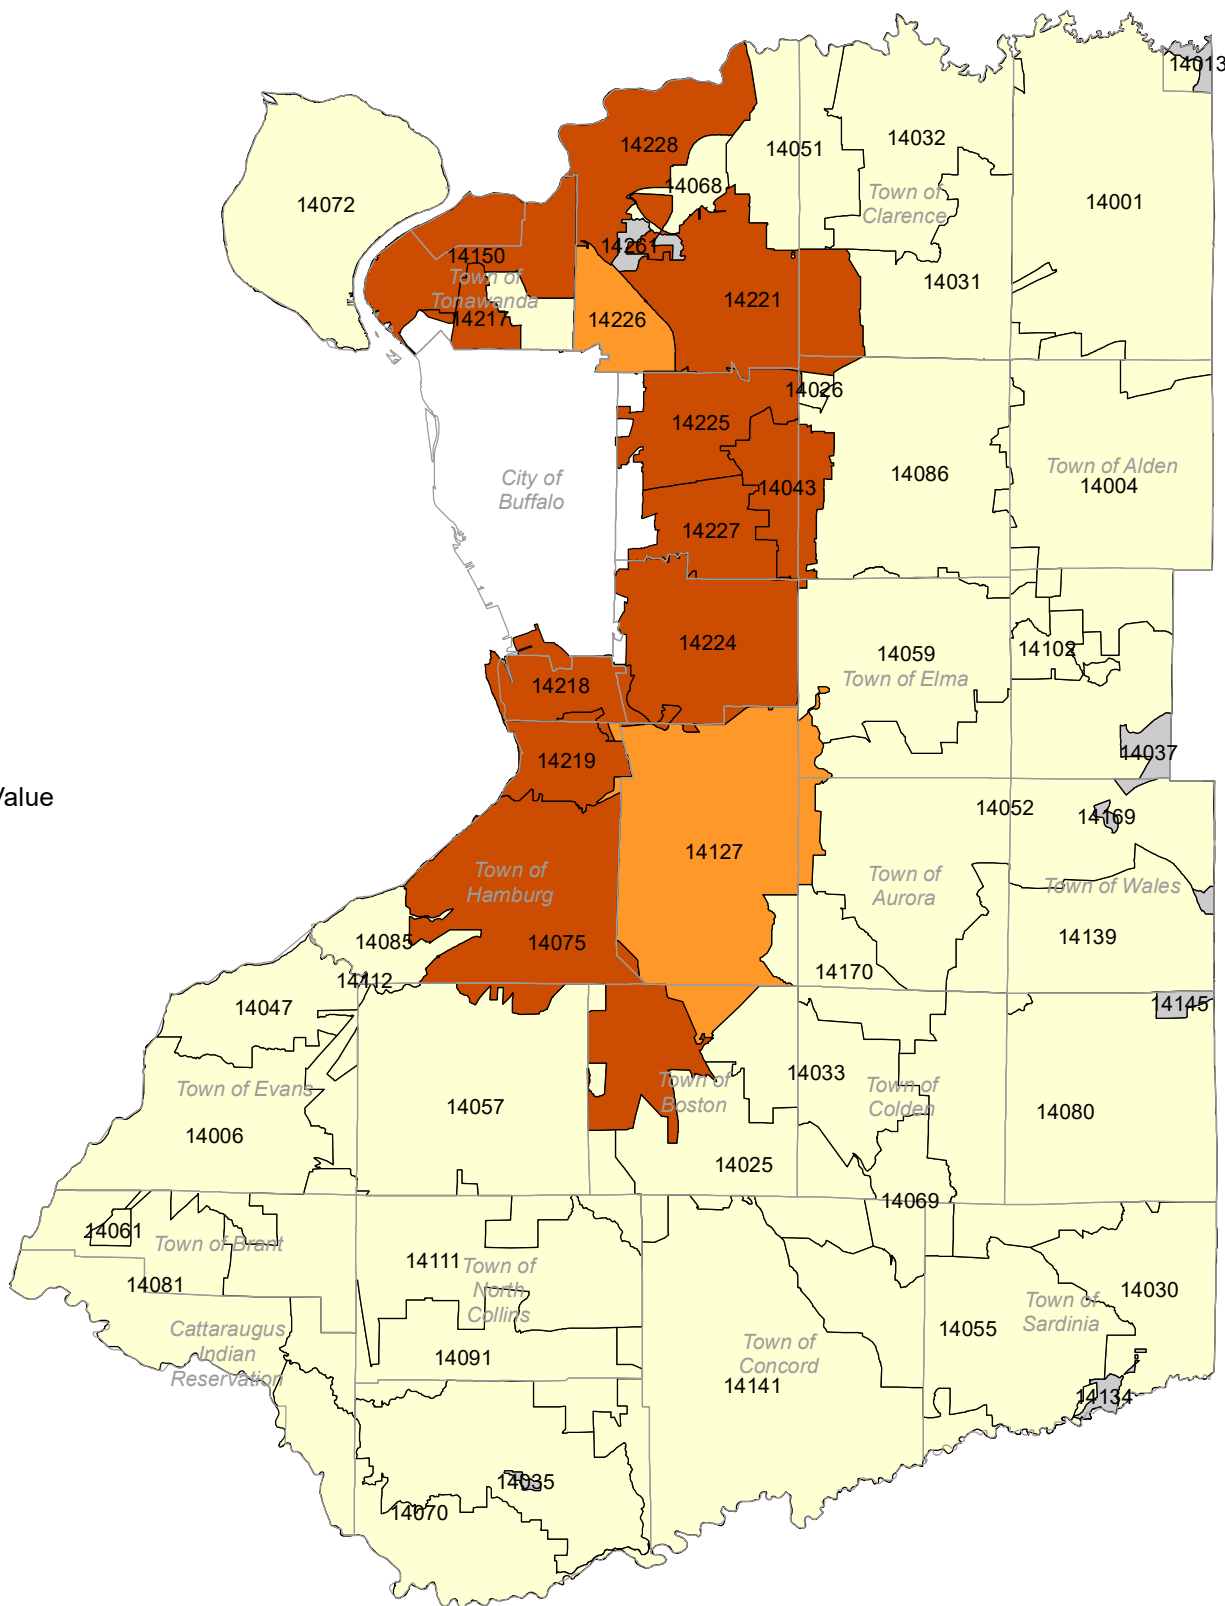 14013
14228
14051
14032
14068
14072
Town of
Clarence
14001
14261
14150
Town of
Tonawanda
14031
14221
14217
14226
14026
14225
City of
Buffalo
14043
14086
Town of Alden
14004
14227
14224
14059
14102
Town of Elma
14218
14037
14219
Value
14052
14169
14127
Town of
Hamburg
Town of
Aurora
Town of Wales
14085
14075
14139
14112
14170
14047
14145
Town of Evans
14033
Town of
Boston
Town of
Colden
14057
14080
14006
14025
14069
14061
Town of Brant
14111
Town of
North
Collins
14081
14030
Town of
Sardinia
Cattaraugus
Indian
Reservation
14055
Town of
Concord
14091
14141
14134
14035
14070